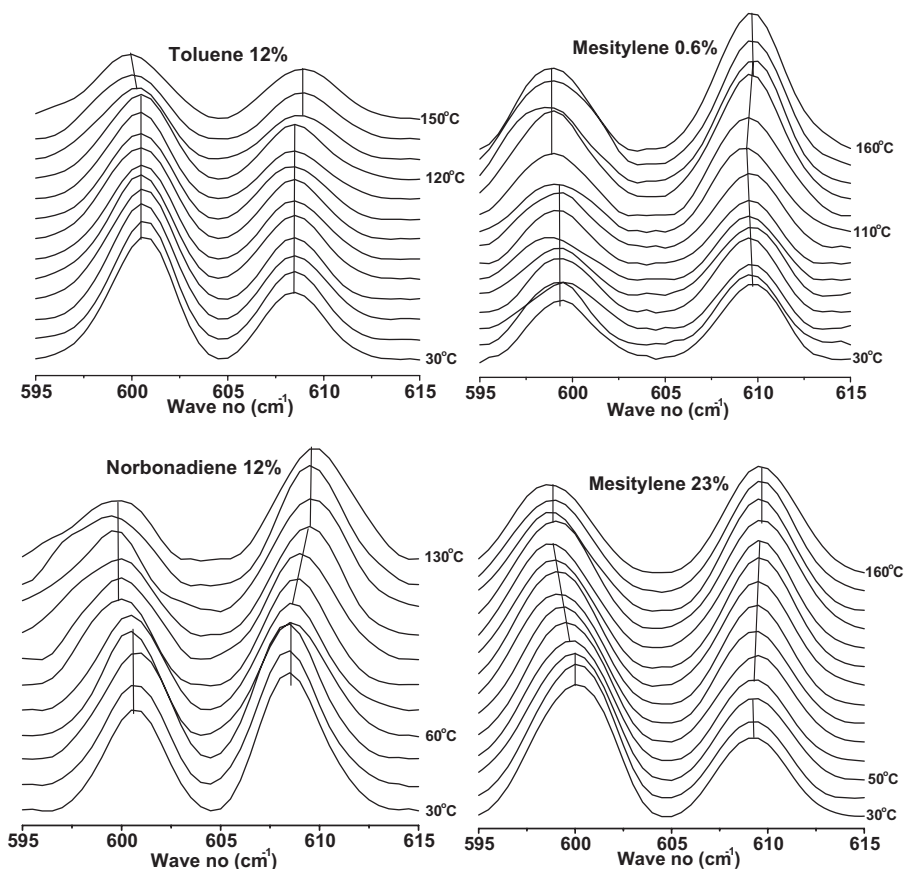 Toluene 12%
150°C
120°C
30°C
595 600 605 610 615
Wave no (cm-1)
Mesitylene 0.6%
160°C
110°C
30°C
595 600 605 610 615
Wave no (cm-1)
Norbonadiene 12%
130°C
60°C
30°C
595 600 605 610 615
Wave no (cm-1)
Mesitylene 23%
160°C
50°C
30°C
595 600 605 610 615
Wave no (cm-1)